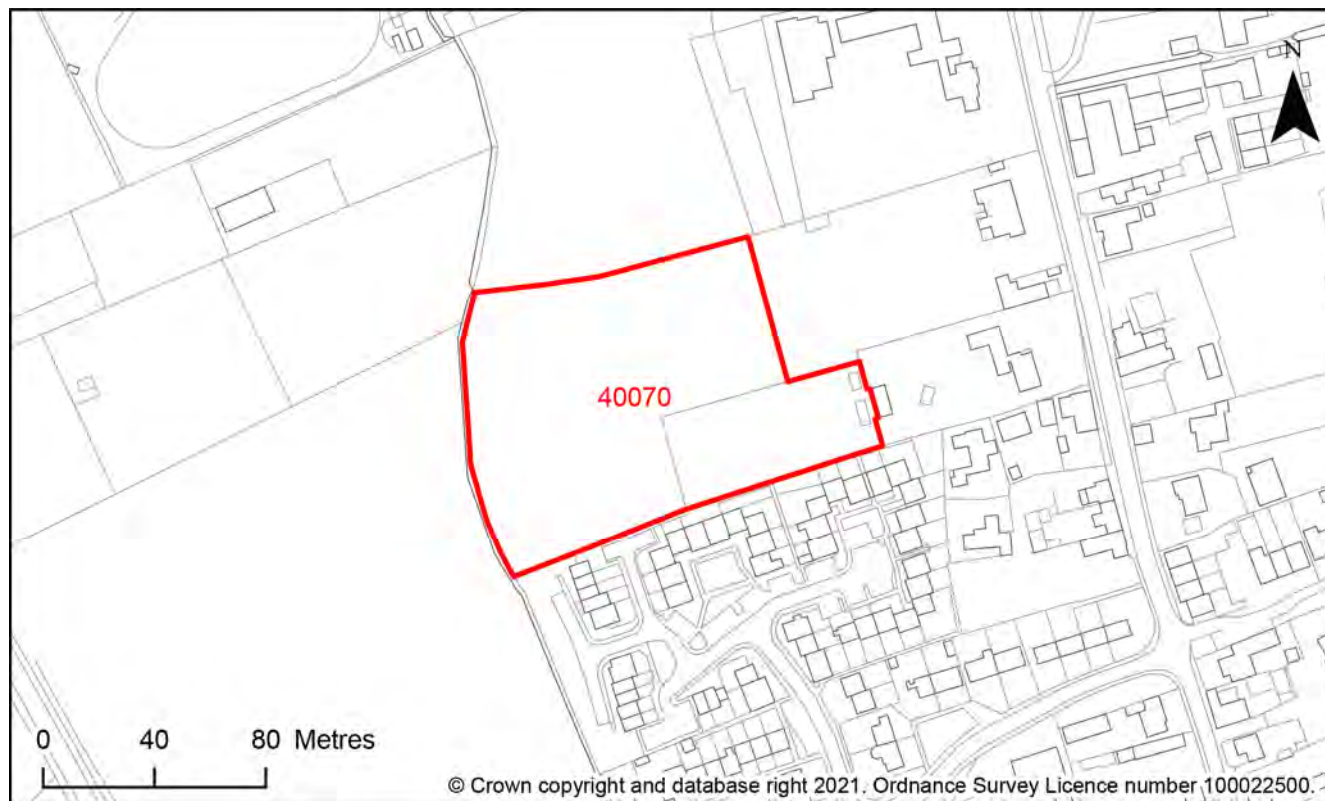 N
40070
0 40 80 Metres
© Crown copyright and database right 2021. Ordnance Survey Licence number 100022500.